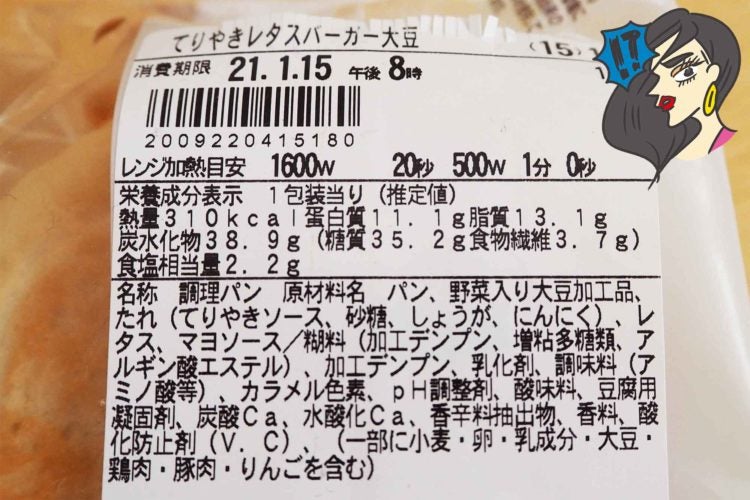 てりやきレタスバーガー大豆
(15)
消費期限 21.1.15 午後 8時
!?
2009220415180
レンジ加熱目安 1600w 20秒 500w 1分 0秒
栄養成分表示 1包装当り(推定値)
熱量310kcal蛋白質11.1g脂質13.1g
炭水化物38.9g(糖質35.2g食物繊維3.7g)
食塩相当量2.2g
名称 調理パン 原材料名 パン、野菜入り大豆加工品、
たれ(てりやきソース、砂糖、しょうが、にんにく)、レ
タス、マヨソース/糊料(加工デンプン、増粘多糖類、ア
ルギン酸エステル)、加工デンプン、乳化剤、調味料(ア
ミノ酸等)、カラメル色素、pH調整剤、酸味料、豆腐用
凝固剤、炭酸Ca、水酸化Ca、香辛料抽出物、香料、酸
化防止剤(V.C)、(一部に小麦・卵・乳成分・大豆・
鶏肉・豚肉・りんごを含む)